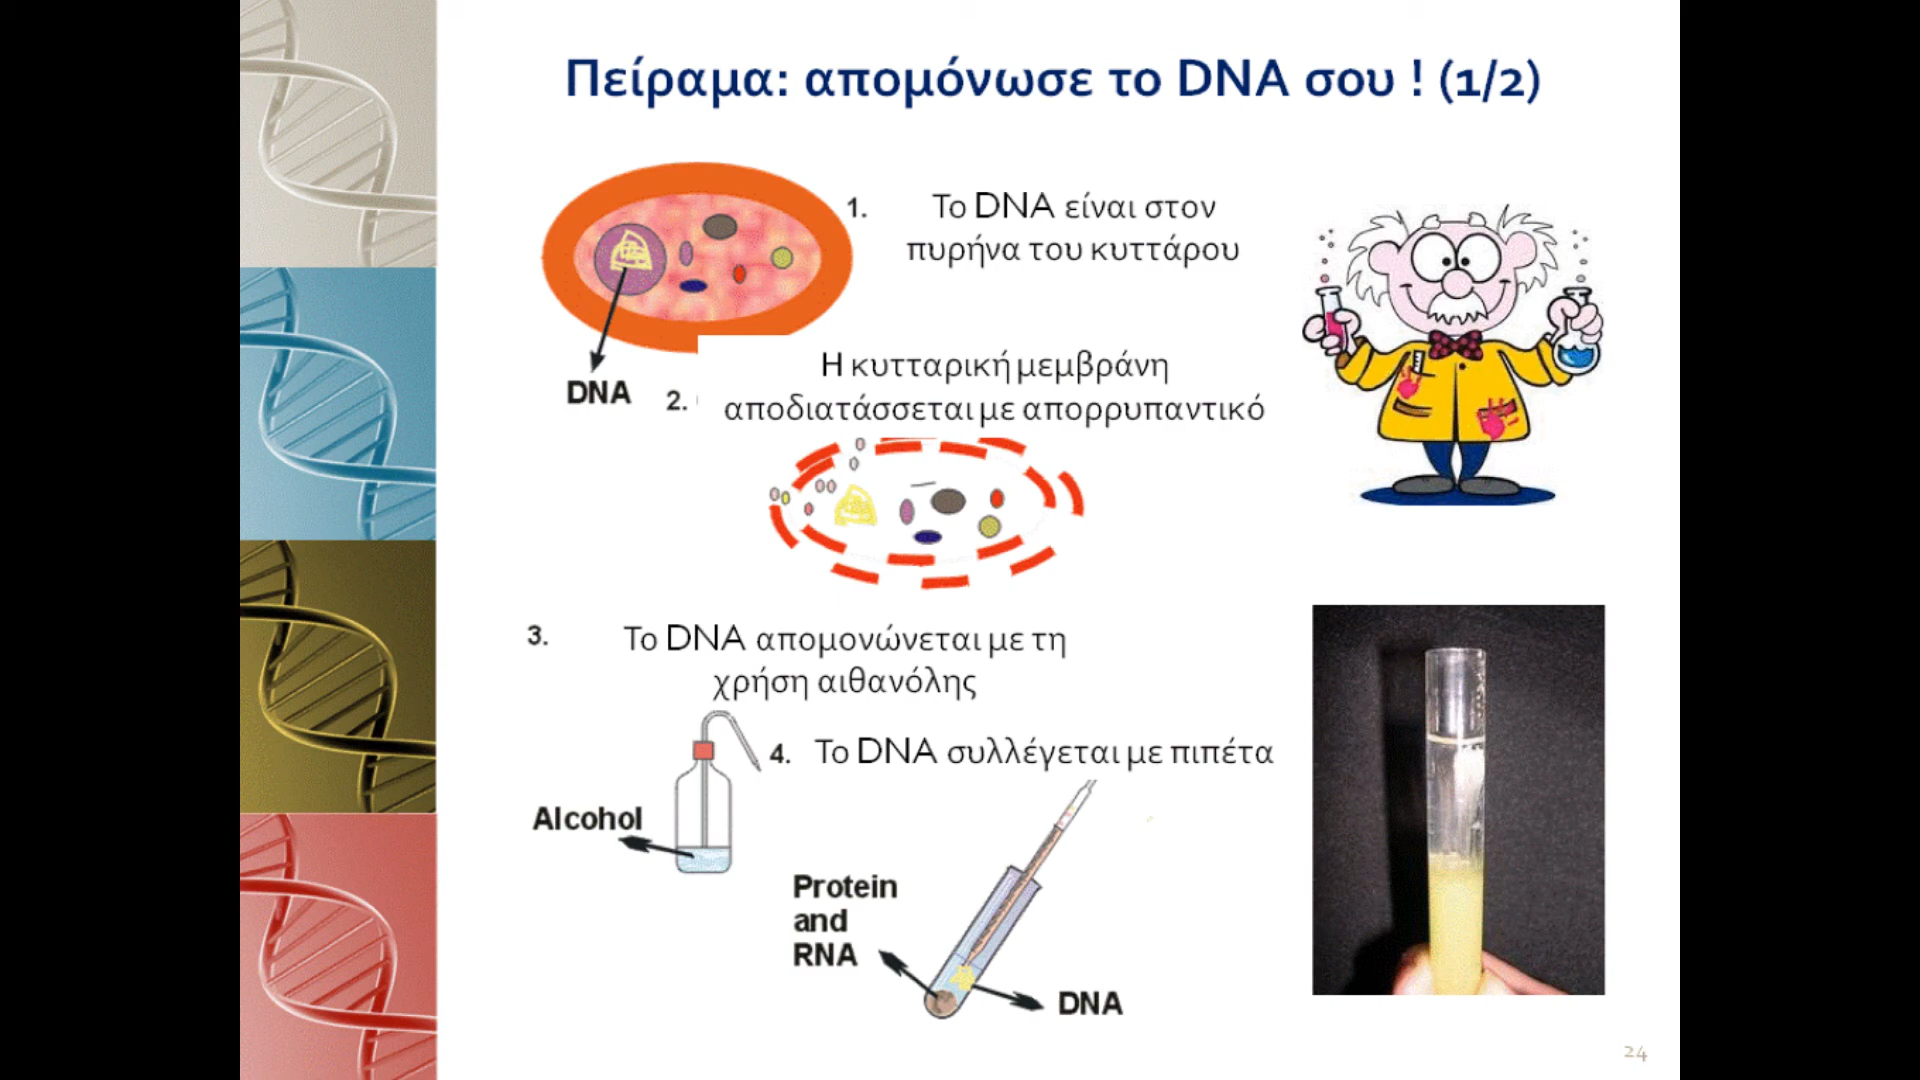 Πείραμα: απομόνωσε το DNA σου ! (1/2)
1. Το DNA είναι στον
πυρήνα του κυττάρου
DNA
2. Η κυτταρική μεμβράνη
αποδιατάσσεται με απορρυπαντικό
3. Το DNA απομονώνεται με τη
χρήση αιθανόλης
4. Το DNA συλλέγεται με πιπέτα
Alcohol
Protein
and
RNA
DNA
24